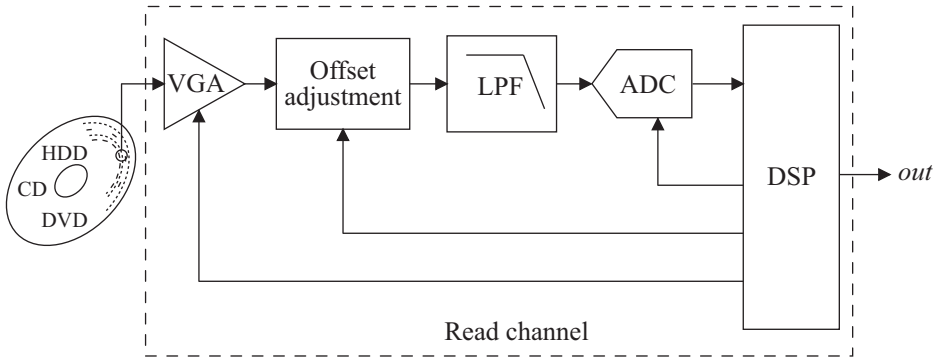 VGA
Offset
adjustment
LPF
ADC
DSP
out
HDD
CD
DVD
Read channel